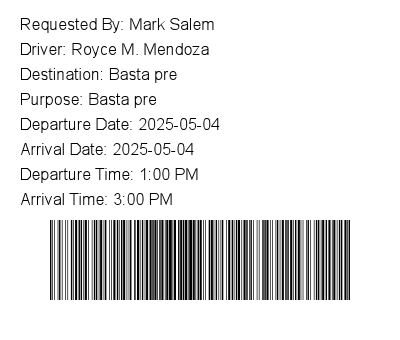 Requested By: Mark Salem
Driver: Royce M. Mendoza
Destination: Basta pre
Purpose: Basta pre
Departure Date: 2025-05-04
Arrival Date: 2025-05-04
Departure Time: 1:00 PM
Arrival Time: 3:00 PM